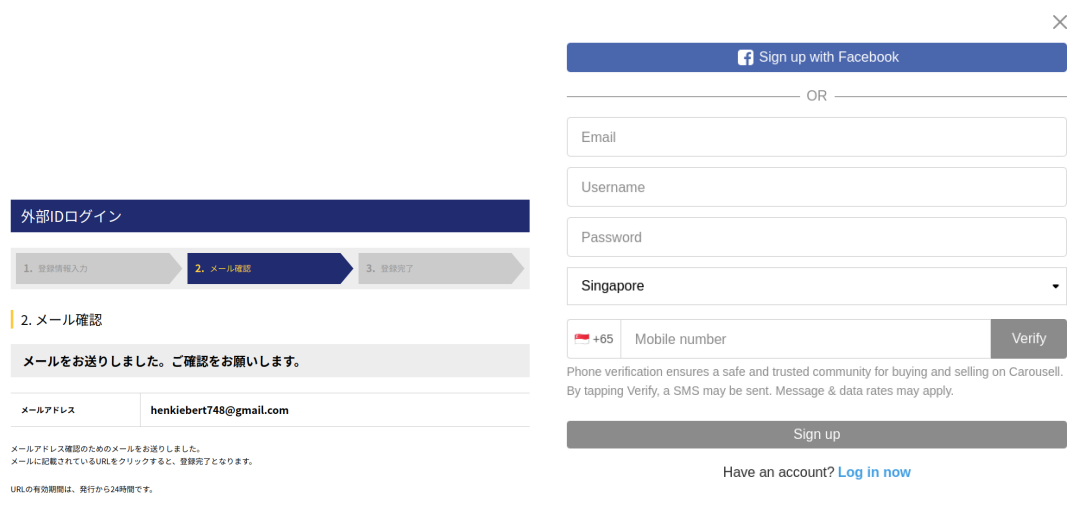 外部IDログイン
1. 登録情報入力
2. メール確認
3. 登録完了
2. メール確認
メールをお送りしました。ご確認をお願いします。
メールアドレス henkiebert748@gmail.com
メールアドレス確認のためのメールをお送りしました。
メールに記載されているURLをクリックすると、登録完了となります。
URLの有効期間は、発行から24時間です。
Sign up with Facebook
OR
Email
Username
Password
Singapore
+65 Mobile number Verify
Phone verification ensures a safe and trusted community for buying and selling on Carousell.
By tapping Verify, a SMS may be sent. Message & data rates may apply.
Sign up
Have an account? Log in now